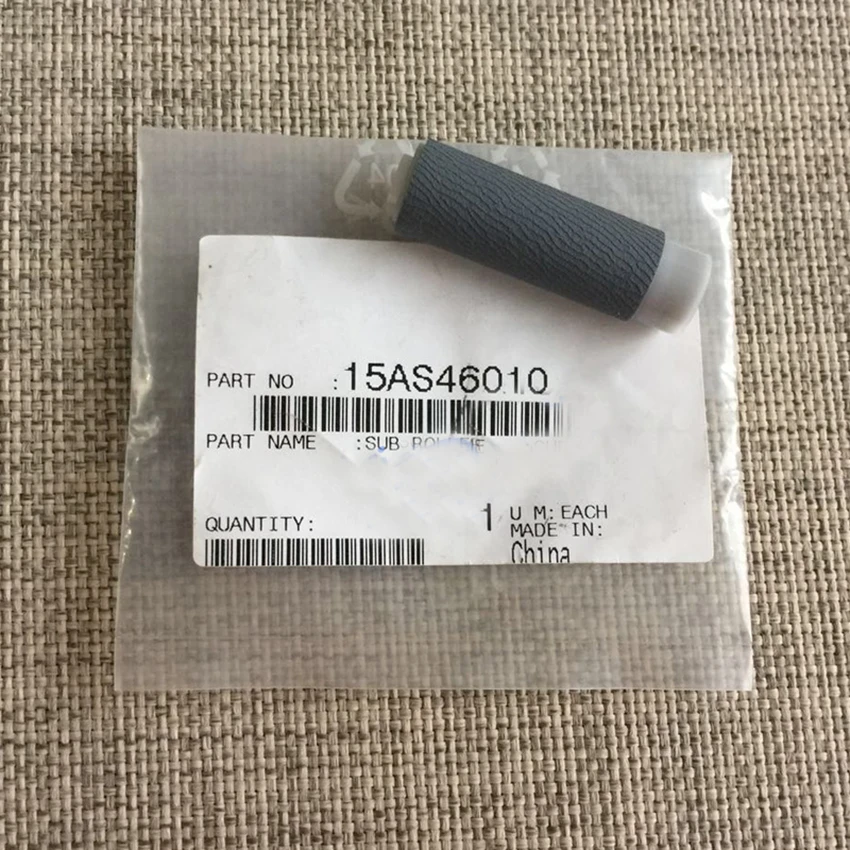 PART NO :15AS46010
PART NAME :SUB
QUANTITY: 1 U M:EACH
MADE IN:
China